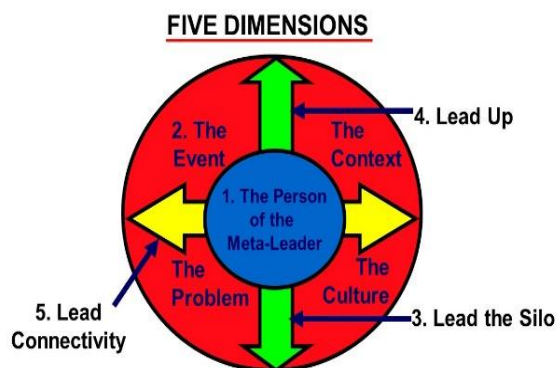 FIVE DIMENSIONS
4. Lead Up
2. The
Event
The
Context
1. The Person
of the
Meta-Leader
The
Problem
The
Culture
5. Lead
Connectivity
3. Lead the Silo